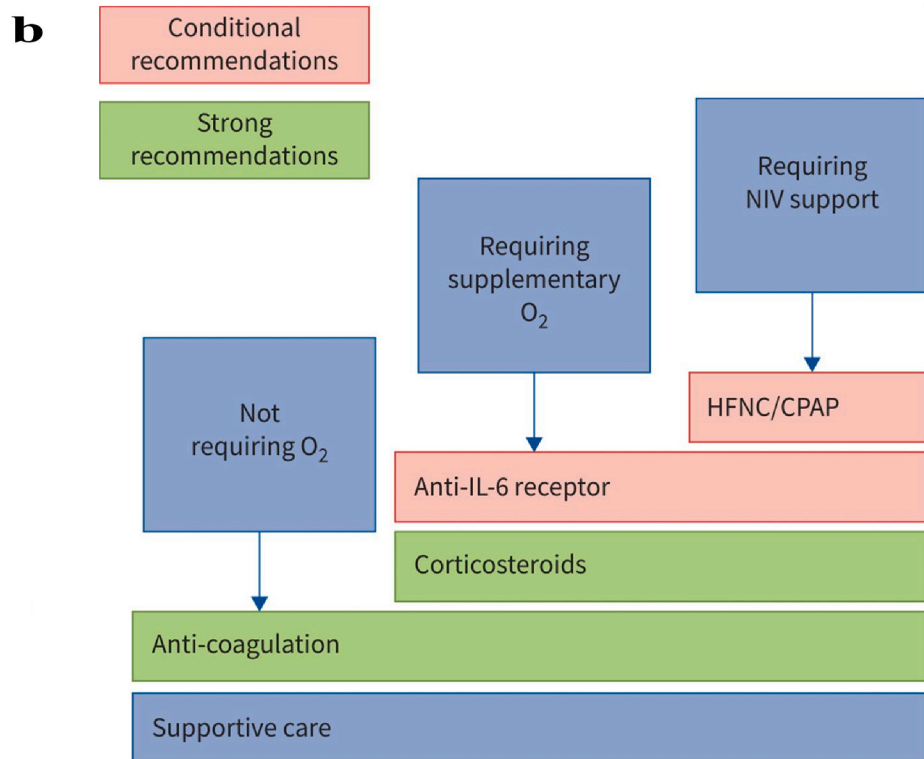 b
Conditional
recommendations
Strong
recommendations
Requiring
NIV support
Requiring
supplementary
O₂
Not
requiring O₂
HFNC/CPAP
Anti-IL-6 receptor
Corticosteroids
Anti-coagulation
Supportive care